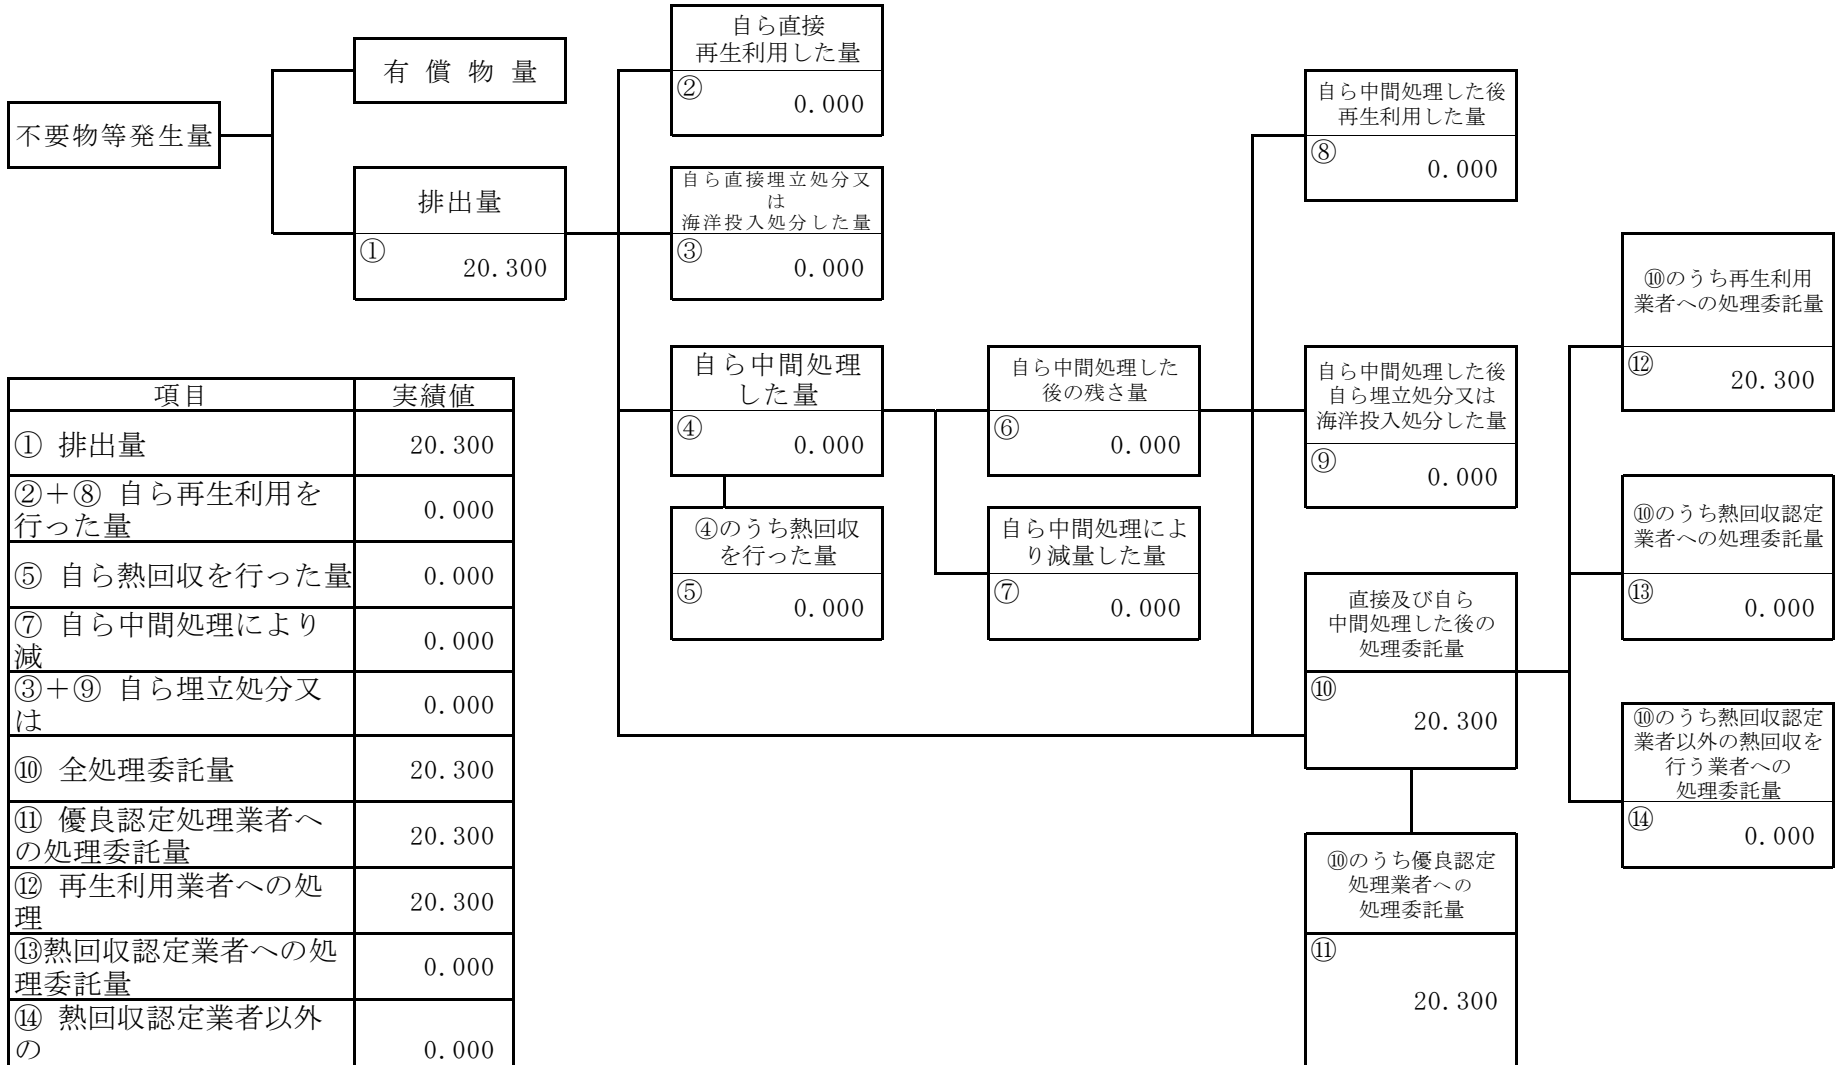 自ら直接
再生利用した量
②
0.000
有償物量
不要物等発生量
自ら中間処理した後
再生利用した量
⑧
0.000
排出量
①
20.300
自ら直接埋立処分又
は
海洋投入処分した量
③
0.000
⑩のうち再生利用
業者への処理委託量
⑫
20.300
自ら中間処理
した量
④
0.000
自ら中間処理した
後の残さ量
⑥
0.000
自ら中間処理した後
自ら埋立処分又は
海洋投入処分した量
⑨
0.000
④のうち熱回収
を行った量
⑤
0.000
自ら中間処理によ
り減量した量
⑦
0.000
⑩のうち熱回収認定
業者への処理委託量
⑬
0.000
直接及び自ら
中間処理した後の
処理委託量
⑩
20.300
⑩のうち熱回収認定
業者以外の熱回収を
行う業者への
処理委託量
⑭
0.000
⑩のうち優良認定
処理業者への
処理委託量
⑪
20.300
項目 実績値
① 排出量 20.300
②＋⑧ 自ら再生利用を
行った量 0.000
⑤ 自ら熱回収を行った量 0.000
⑦ 自ら中間処理により
減 0.000
③＋⑨ 自ら埋立処分又
は 0.000
⑩ 全処理委託量 20.300
⑪ 優良認定処理業者へ
の処理委託量 20.300
⑫ 再生利用業者への処
理 20.300
⑬熱回収認定業者への処
理委託量 0.000
⑭ 熱回収認定業者以外
の 0.000